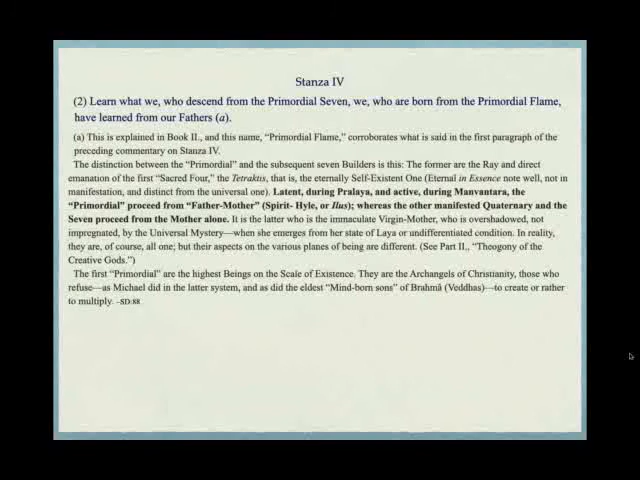 Stanza IV
(2) Learn what we, who descend from the Primordial Seven, we, who are born from the Primordial Flame,
have learned from our Fathers (a).
(a) This is explained in Book II., and this name, “Primordial Flame,” corroborates what is said in the first paragraph of the
preceding commentary on Stanza IV.
The distinction between the “Primordial” and the subsequent seven Builders is this: The former are the Ray and direct
emanation of the first “Sacred Four,” the Tetraktis, that is, the eternally Self-Existent One (Eternal in Essence note well, not in
manifestation, and distinct from the universal one). Latent, during Pralaya, and active, during Manvantara, the
“Primordial” proceed from “Father-Mother” (Spirit- Hyle, or Ilus); whereas the other manifested Quaternary and the
Seven proceed from the Mother alone. It is the latter who is the immaculate Virgin-Mother, who is overshadowed, not
impregnated, by the Universal Mystery—when she emerges from her state of Laya or undifferentiated condition. In reality,
they are, of course, all one; but their aspects on the various planes of being are different. (See Part II., “Theogony of the
Creative Gods.”)
The first “Primordial” are the highest Beings on the Scale of Existence. They are the Archangels of Christianity, those who
refuse—as Michael did in the latter system, and as did the eldest “Mind-born sons” of Brahmâ (Veddhas)—to create or rather
to multiply. –SD:88